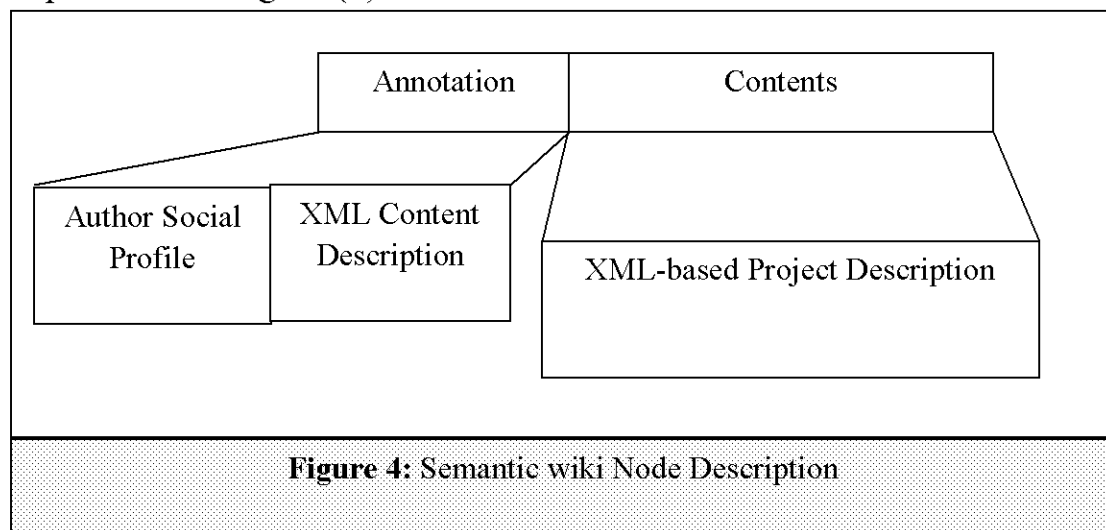 Annotation
Contents
Author Social
Profile
XML Content
Description
XML-based Project Description
Figure 4: Semantic wiki Node Description